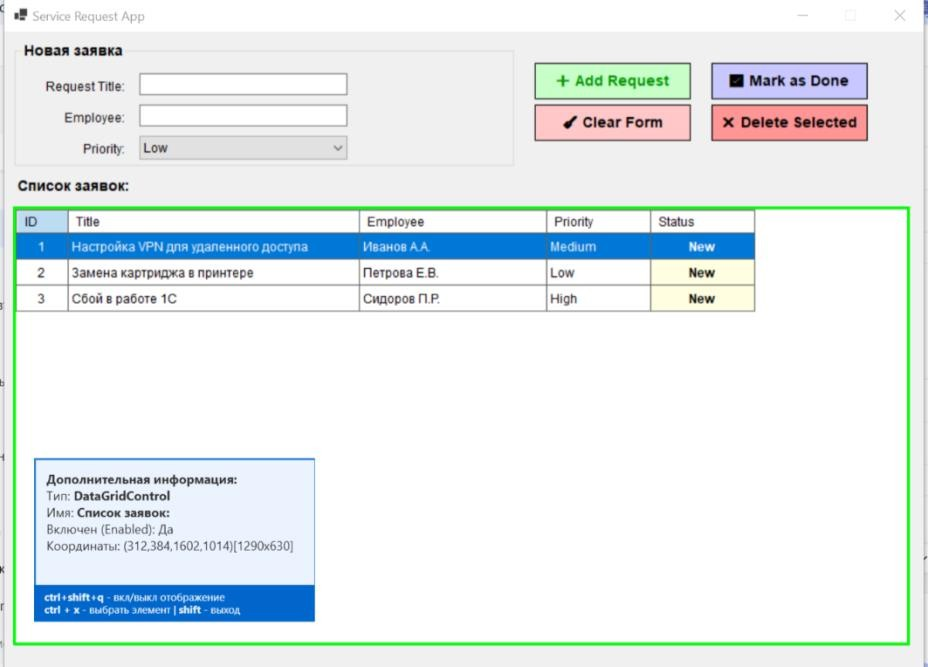 Service Request App
Новая заявка
Request Title:
Employee:
Priority: Low
+ Add Request
Mark as Done
Clear Form
Delete Selected
Список заявок:
ID Title Employee Priority Status
1 Настройка VPN для удаленного доступа Иванов А.А. Medium New
2 Замена картриджа в принтере Петрова Е.В. Low New
3 Сбой в работе 1С Сидоров П.Р. High New
Дополнительная информация:
Тип: DataGridControl
Имя: Список заявок:
Включен (Enabled): Да
Координаты: (312,384,1602,1014)[1290x630]
ctrl+shift+q - вкл/выкл отображение
ctrl + x - выбрать элемент | shift - выход